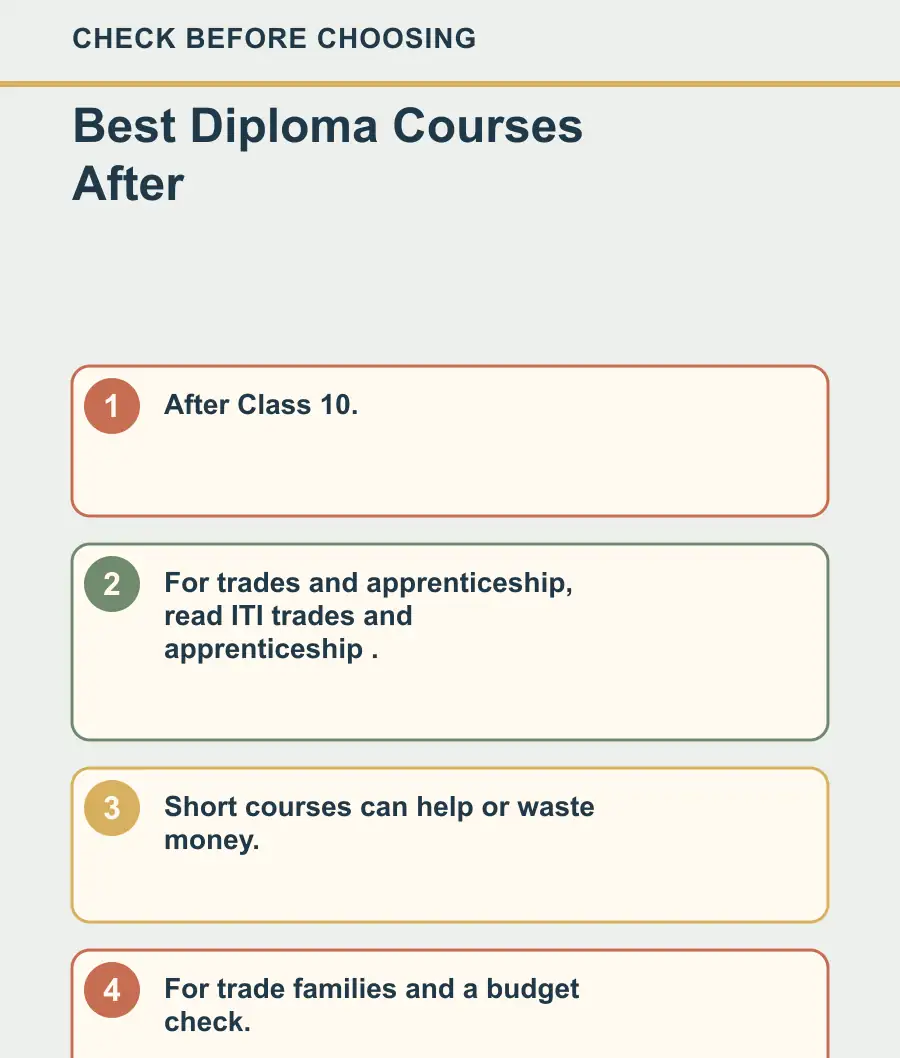 CHECK BEFORE CHOOSING
Best Diploma Courses
After
1
After Class 10.
2
For trades and apprenticeship,
read ITI trades and
apprenticeship .
3
Short courses can help or waste
money.
4
For trade families and a budget
check.